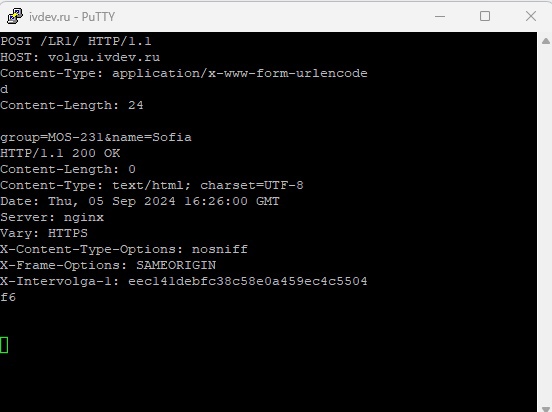 ivdev.ru - PuTTY
POST /LR1/ HTTP/1.1
HOST: volgu.ivdev.ru
Content-Type: application/x-www-form-urlencode
d
Content-Length: 24

group=MOS-231&name=Sofia
HTTP/1.1 200 OK
Content-Length: 0
Content-Type: text/html; charset=UTF-8
Date: Thu, 05 Sep 2024 16:26:00 GMT
Server: nginx
Vary: HTTPS
X-Content-Type-Options: nosniff
X-Frame-Options: SAMEORIGIN
X-Intervolga-1: eec141debfc38c58e0a459ec4c5504
f6